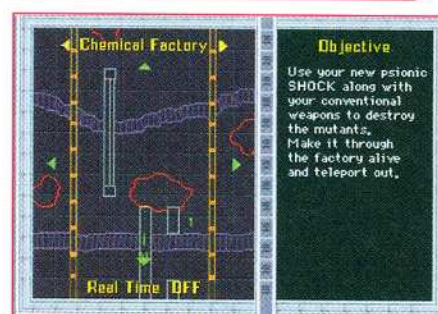 Chemical Factory
1
Real Time OFF
Objective
Use your new psionic
SHOCK along with
your conventional
weapons to destroy
the mutants.
Make it through
the factory alive
and teleport out.